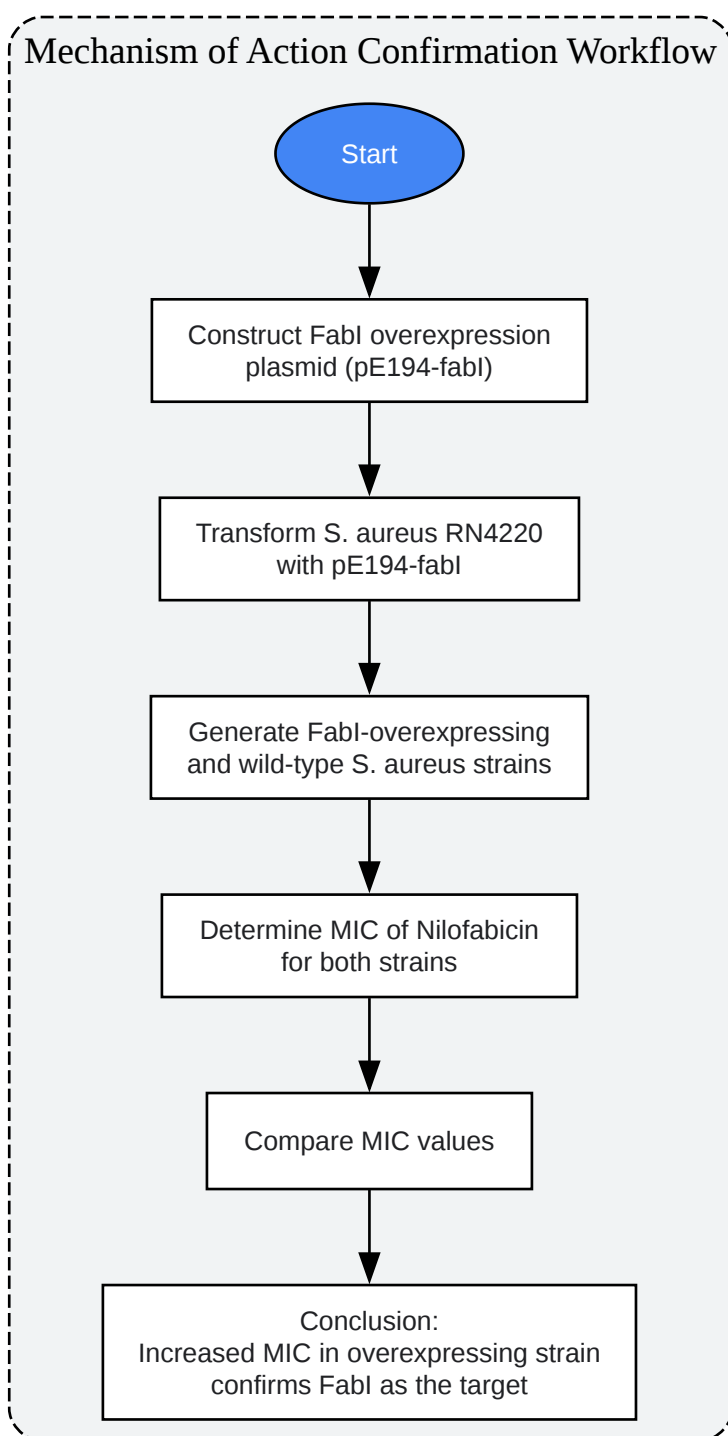 Mechanism of Action Confirmation Workflow
Start
Construct FabI overexpression
plasmid (pE194-fabI)
Transform S. aureus RN4220
with pE194-fabI
Generate FabI-overexpressing
and wild-type S. aureus strains
Determine MIC of Nilofabicin
for both strains
Compare MIC values
Conclusion:
Increased MIC in overexpressing strain
confirms FabI as the target